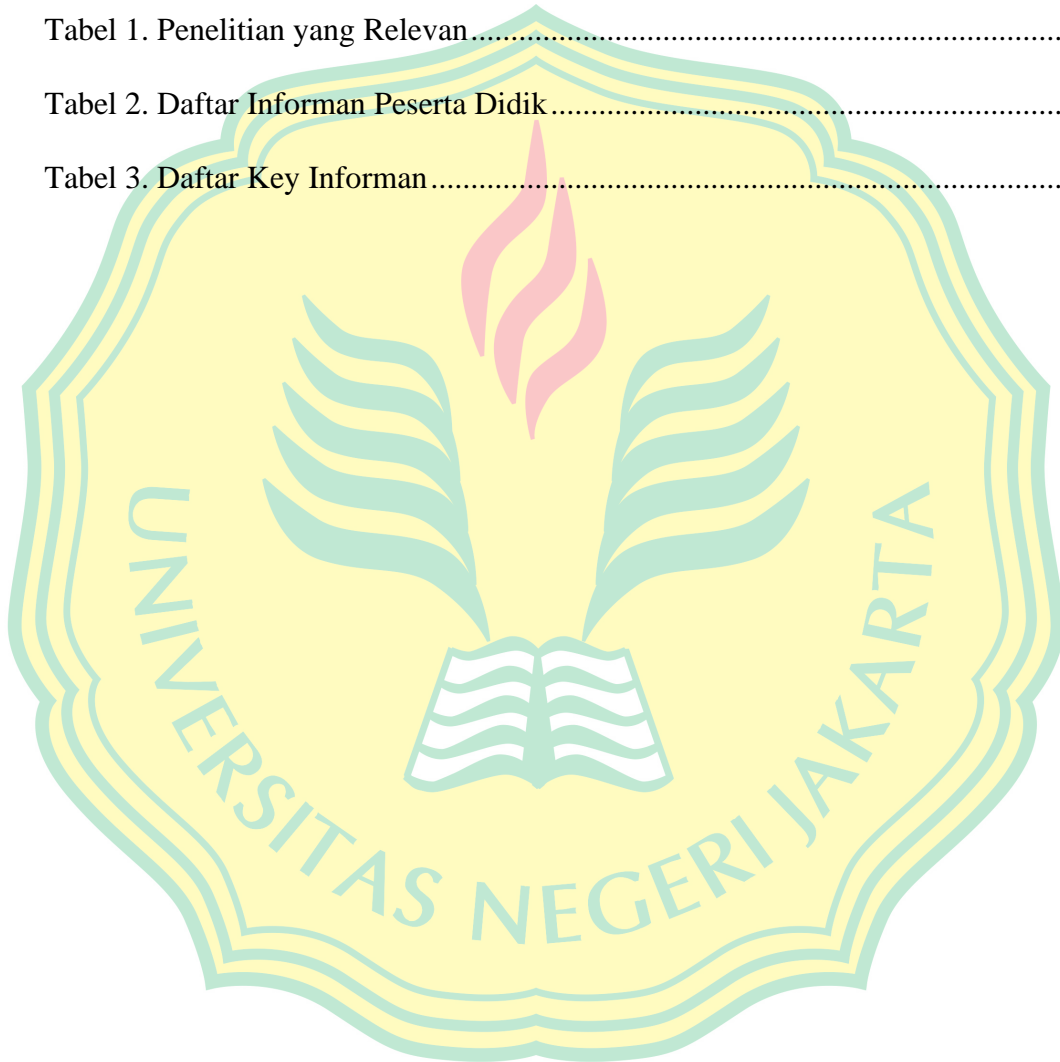 Tabel 1. Penelitian yang Relevan....................................................................................
Tabel 2. Daftar Informan Peserta Didik..........................................................................
Tabel 3. Daftar Key Informan.........................................................................................
UNIVERSITAS NEGERI JAKARTA